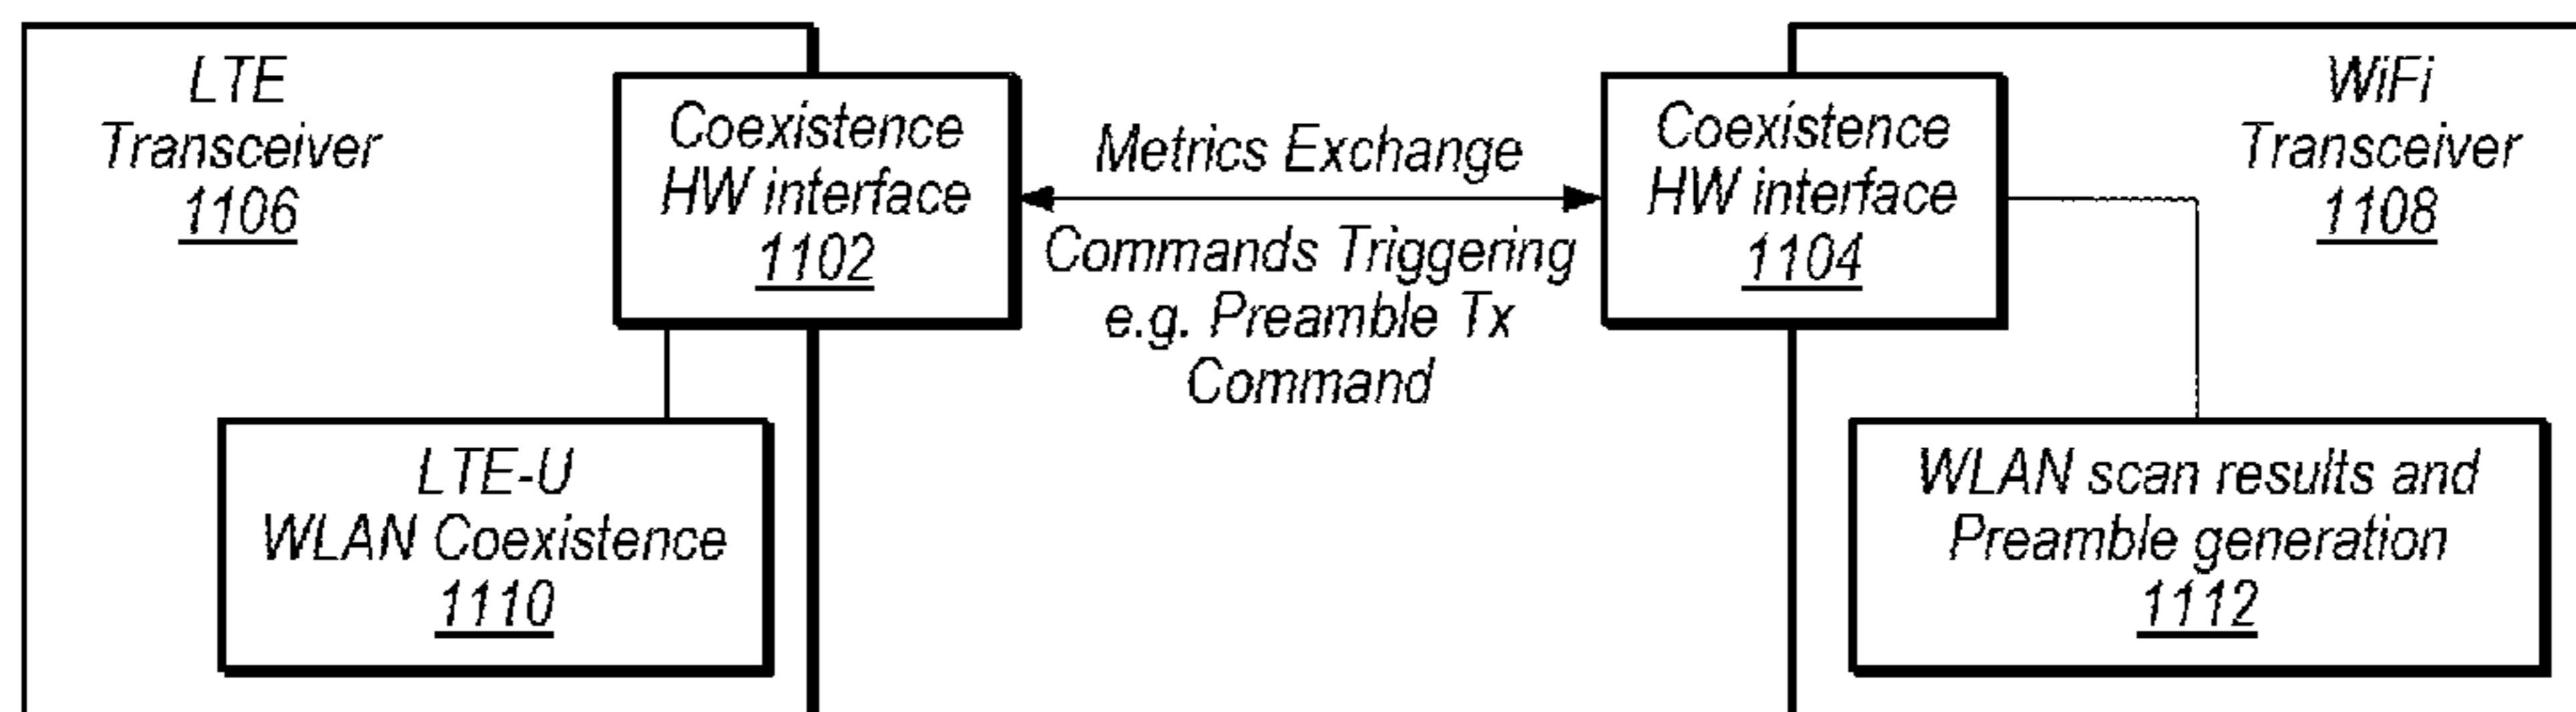 LTE
Transceiver
1106
Coexistence
HW interface
1102
Metrics Exchange
Commands Triggering
e.g. Preamble Tx
Command
Coexistence
HW interface
1104
WiFi
Transceiver
1108
LTE-U
WLAN Coexistence
1110
WLAN scan results and
Preamble generation
1112